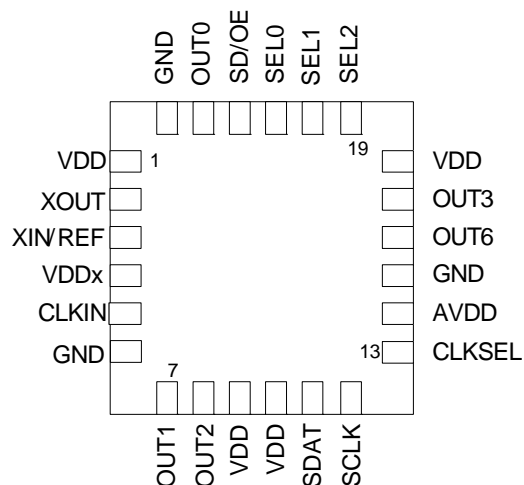 GND
OUT0
SD/OE
SEL0
SEL1
SEL2
VDD
1
19
VDD
XOUT
OUT3
XIN/REF
OUT6
VDDx
GND
CLKIN
AVDD
GND
7
13
CLKSEL
OUT1
OUT2
VDD
VDD
SDAT
SCLK